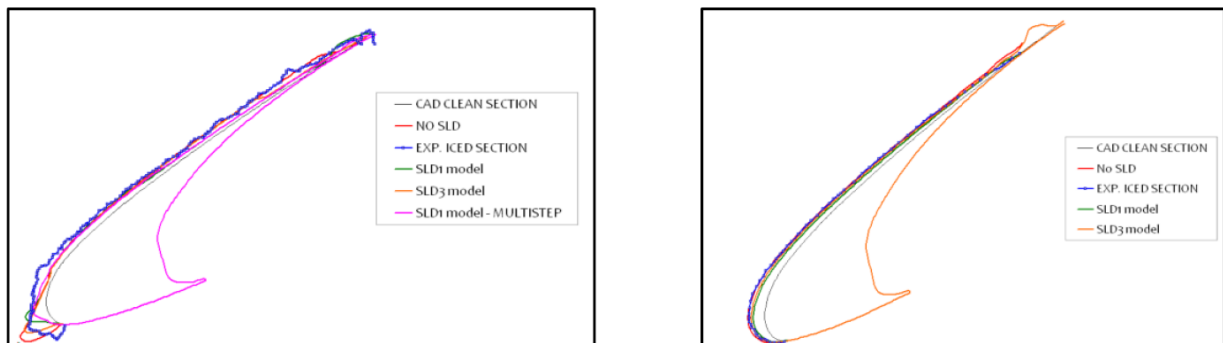 CAD CLEAN SECTION
NO SLD
EXP. ICED SECTION
SLD1 model
SLD3 model
SLD1 model - MULTISTEP
CAD CLEAN SECTION
No SLD
EXP. ICED SECTION
SLD1 model
SLD3 model